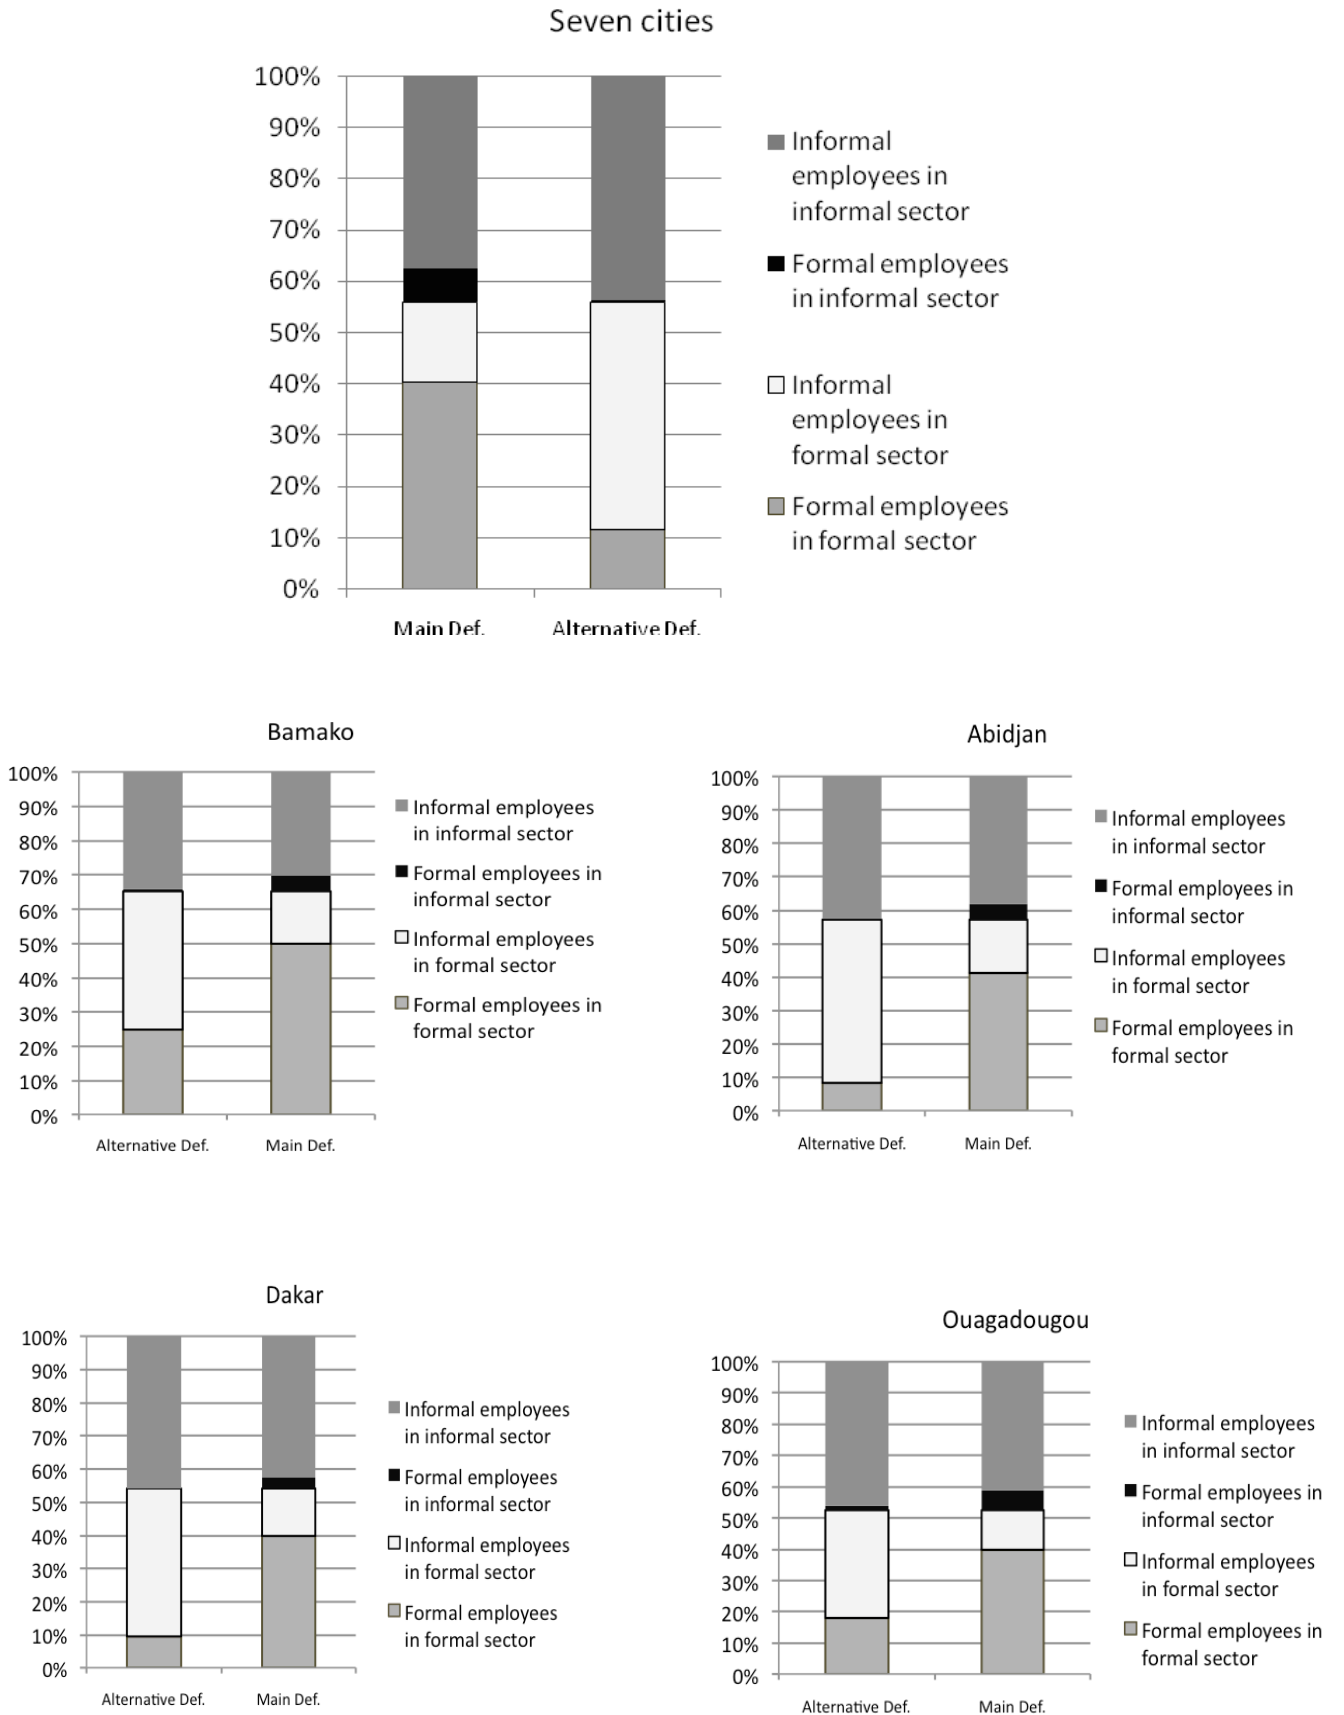 Seven cities
100%
90%
80%
70%
60%
50%
40%
30%
20%
10%
0%
Main Def.
Alternative Def.
Informal
employees in
informal sector
Formal employees
in informal sector
Informal
employees in
formal sector
Formal employees
in formal sector
Bamako
100%
90%
80%
70%
60%
50%
40%
30%
20%
10%
0%
Alternative Def.
Main Def.
Informal employees
in informal sector
Formal employees in
informal sector
Informal employees
in formal sector
Formal employees in
formal sector
Abidjan
100%
90%
80%
70%
60%
50%
40%
30%
20%
10%
0%
Alternative Def.
Main Def.
Informal employees
in informal sector
Formal employees in
informal sector
Informal employees
in formal sector
Formal employees in
formal sector
Dakar
100%
90%
80%
70%
60%
50%
40%
30%
20%
10%
0%
Alternative Def.
Main Def.
Informal employees
in informal sector
Formal employees
in informal sector
Informal employees
in formal sector
Formal employees
in formal sector
Ouagadougou
100%
90%
80%
70%
60%
50%
40%
30%
20%
10%
0%
Alternative Def.
Main Def.
Informal employees
in informal sector
Formal employees in
informal sector
Informal employees
in formal sector
Formal employees in
formal sector